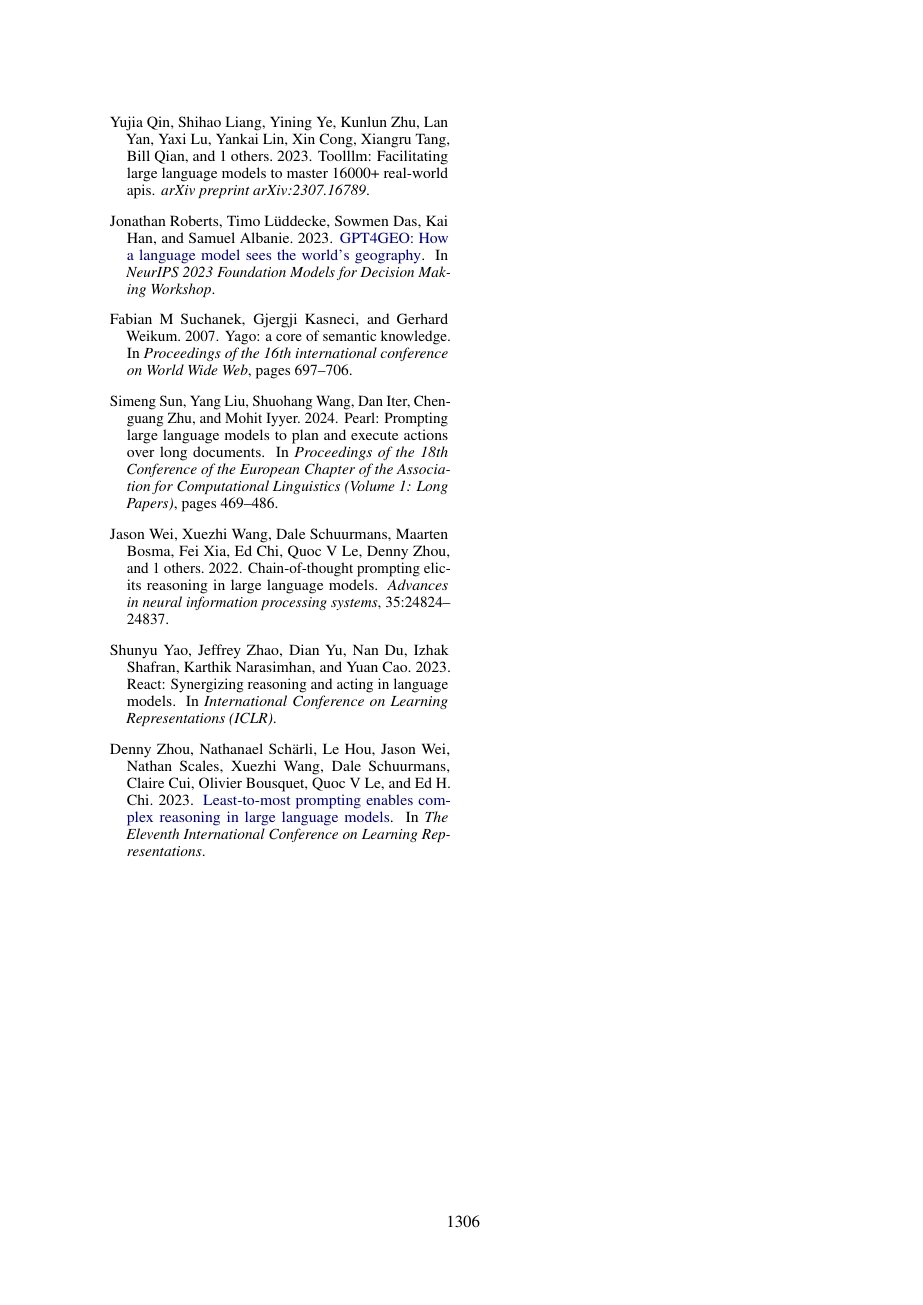 Yujia Qin, Shihao Liang, Yining Ye, Kunlun Zhu, Lan
Yan, Yaxi Lu, Yankai Lin, Xin Cong, Xiangru Tang,
Bill Qian, and 1 others. 2023. Toolllm: Facilitating
large language models to master 16000+ real-world
apis. arXiv preprint arXiv:2307.16789.
Jonathan Roberts, Timo Lüddecke, Sowmen Das, Kai
Han, and Samuel Albanie. 2023. GPT4GEO: How
a language model sees the world's geography. In
NeurIPS 2023 Foundation Models for Decision Mak-
ing Workshop.
Fabian M Suchanek, Gjergji Kasneci, and Gerhard
Weikum. 2007. Yago: a core of semantic knowledge.
In Proceedings of the 16th international conference
on World Wide Web, pages 697–706.
Simeng Sun, Yang Liu, Shuohang Wang, Dan Iter, Chen-
guang Zhu, and Mohit Iyyer. 2024. Pearl: Prompting
large language models to plan and execute actions
over long documents. In Proceedings of the 18th
Conference of the European Chapter of the Associa-
tion for Computational Linguistics (Volume 1: Long
Papers), pages 469–486.
Jason Wei, Xuezhi Wang, Dale Schuurmans, Maarten
Bosma, Fei Xia, Ed Chi, Quoc V Le, Denny Zhou,
and 1 others. 2022. Chain-of-thought prompting elic-
its reasoning in large language models. Advances
in neural information processing systems, 35:24824–
24837.
Shunyu Yao, Jeffrey Zhao, Dian Yu, Nan Du, Izhak
Shafran, Karthik Narasimhan, and Yuan Cao. 2023.
React: Synergizing reasoning and acting in language
models. In International Conference on Learning
Representations (ICLR).
Denny Zhou, Nathanael Schärli, Le Hou, Jason Wei,
Nathan Scales, Xuezhi Wang, Dale Schuurmans,
Claire Cui, Olivier Bousquet, Quoc V Le, and Ed H.
Chi. 2023. Least-to-most prompting enables com-
plex reasoning in large language models. In The
Eleventh International Conference on Learning Rep-
resentations.
1306